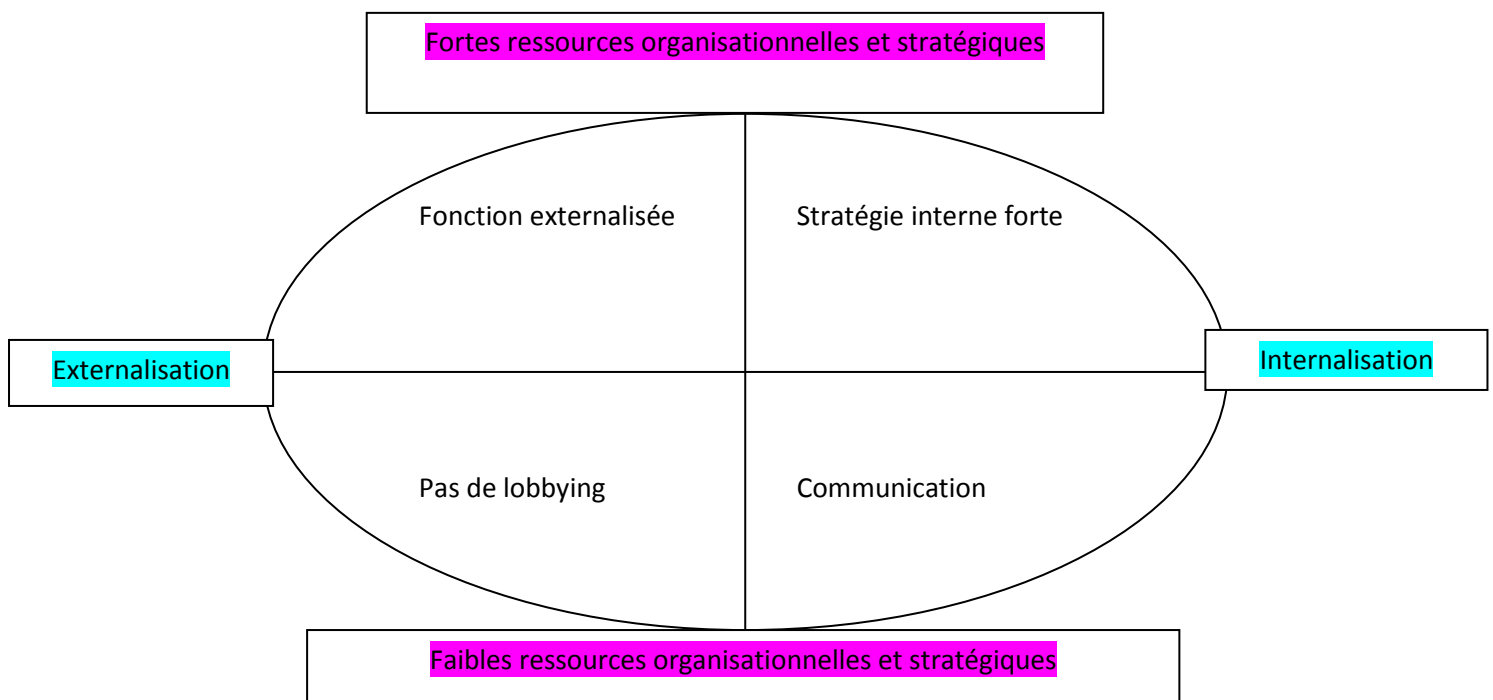 Fortes ressources organisationnelles et stratégiques
Fonction externalisée
Stratégie interne forte
Externalisation
Internalisation
Pas de lobbying
Communication
Faibles ressources organisationnelles et stratégiques